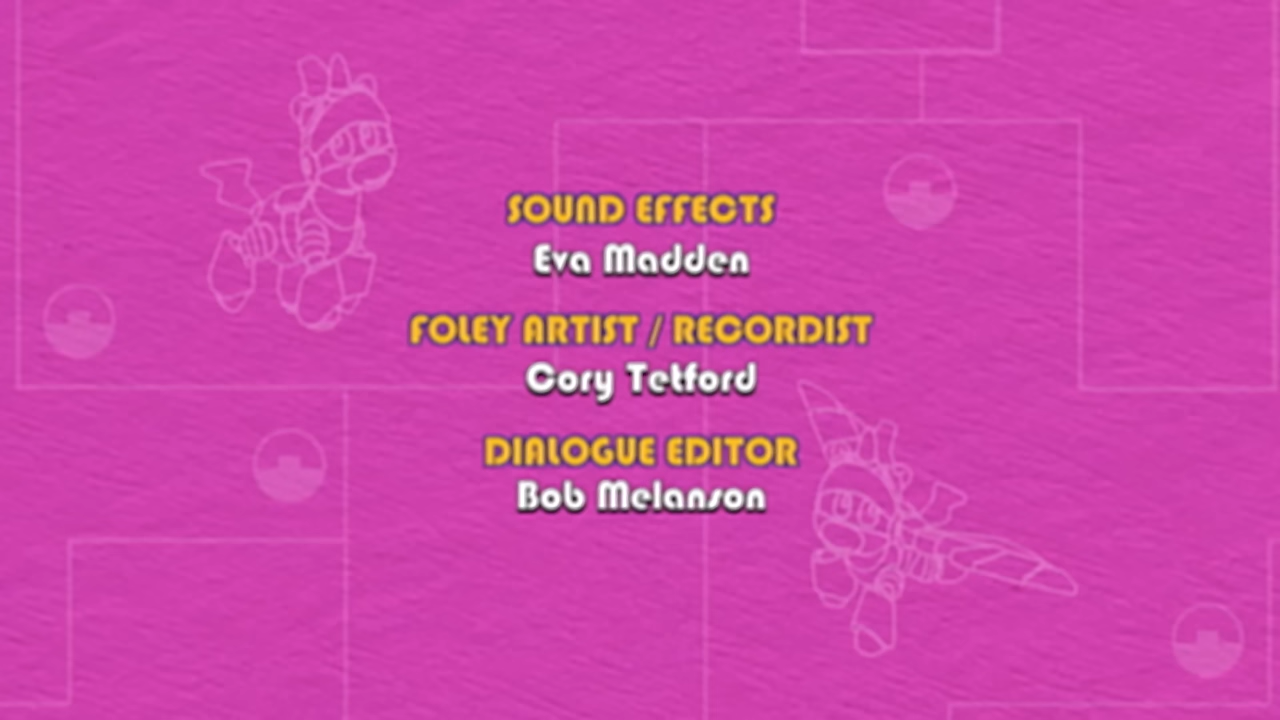 SOUND EFFECTS
Eva Madden
FOLEY ARTIST / RECORDIST
Cory Tetford
DIALOGUE EDITOR
Bob Melanson